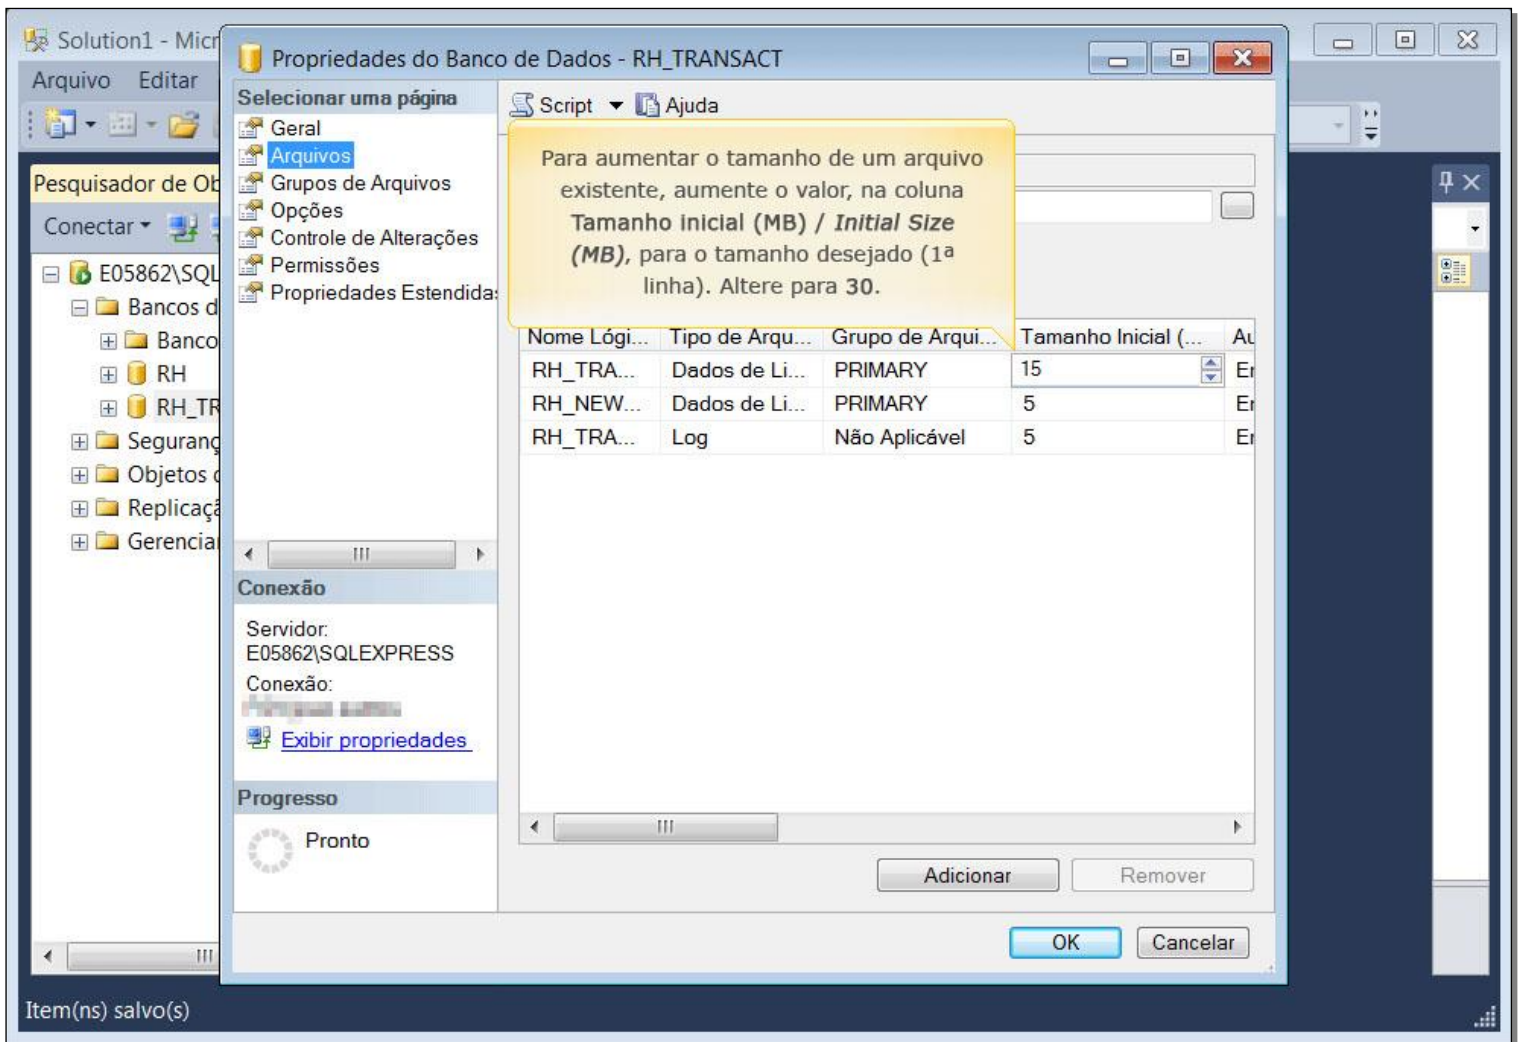 Solution1 - Micr
Propriedades do Banco de Dados - RH_TRANSACT
Arquivo Editar
Selecionar uma página
Script Ajuda
Geral
Arquivos
Grupos de Arquivos
Opções
Controle de Alterações
Permissões
Propriedades Estendida
Para aumentar o tamanho de um arquivo
existente, aumente o valor, na coluna
Tamanho inicial (MB) / Initial Size
(MB), para o tamanho desejado (1ª
linha). Altere para 30.
Pesquisador de Ob
Conectar
E05862\SQL
Bancos d
Banco
RH
RH_TR
Seguranç
Objetos d
Replicaçã
Gerenciar
Nome Lógi... Tipo de Arqu... Grupo de Arqui... Tamanho Inicial (... Au
RH_TRA... Dados de Li... PRIMARY 15 En
RH_NEW... Dados de Li... PRIMARY 5 En
RH_TRA... Log Não Aplicável 5 En
Conexão
Servidor:
E05862\SQLEXPRESS
Conexão:
Exibir propriedades
Progresso
Pronto
Adicionar Remover
OK Cancelar
Item(ns) salvo(s)